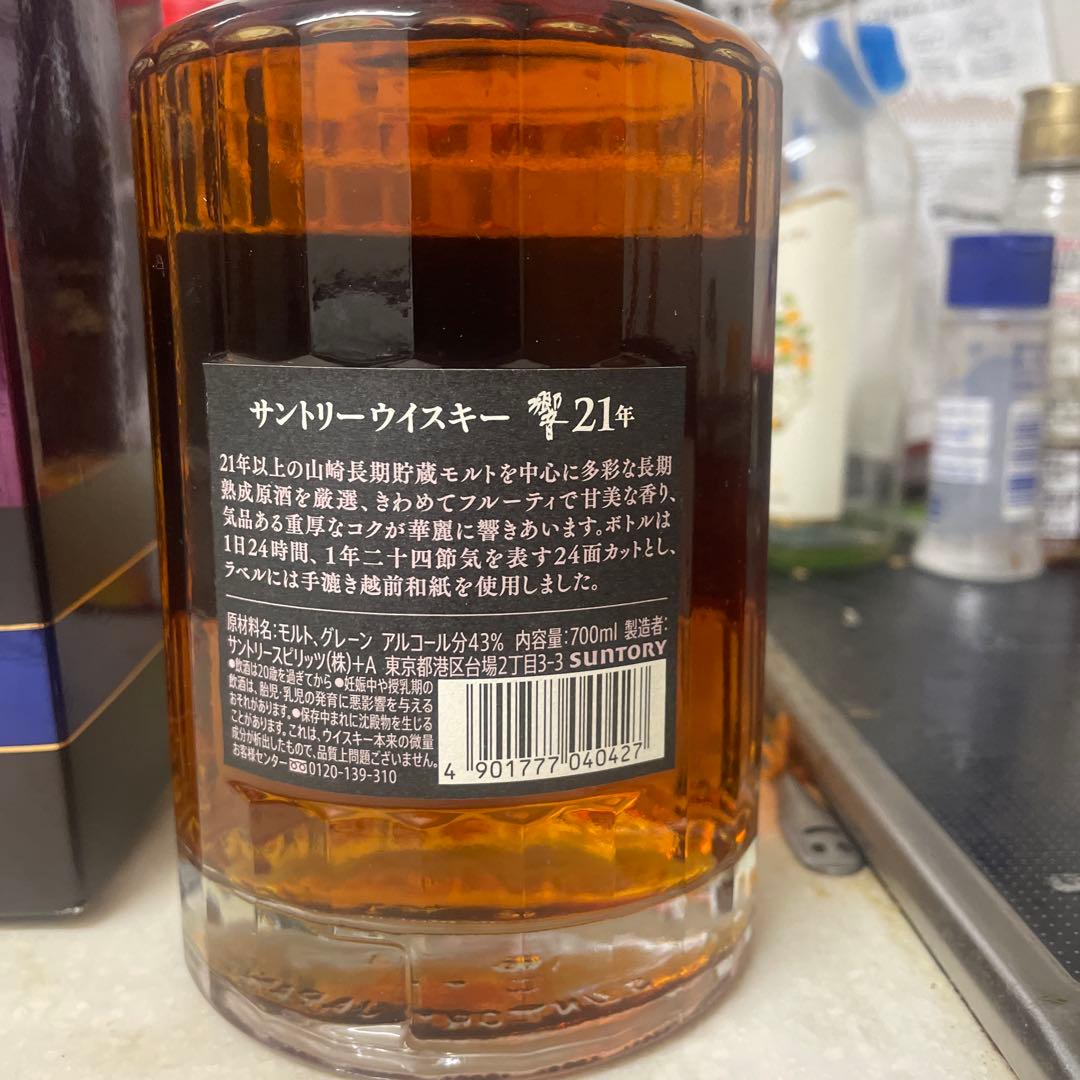 サントリーウイスキー 響 21年
21年以上の山崎長期貯蔵モルトを中心に多彩な長期
熟成原酒を厳選、きわめてフルーティで甘美な香り、
気品ある重厚なコクが華麗に響きあいます。ボトルは
1日24時間、1年二十四節気を表す24面カットとし、
ラベルには手漉き越前和紙を使用しました。
原材料名:モルト、グレーン アルコール分43% 内容量:700ml 製造者:
サントリースピリッツ(株)+A 東京都港区台場2丁目3-3 SUNTORY
●飲酒は20歳を過ぎてから●妊娠中や授乳期の
飲酒は、胎児・乳児の発育に悪影響を与える
おそれがあります。●保存中まれに沈殿物を生じる
ことがあります。これは、ウイスキー本来の微量
成分が析出したもので、品質上問題ございません。
お客様センター 0120-139-310
4 901777 040427